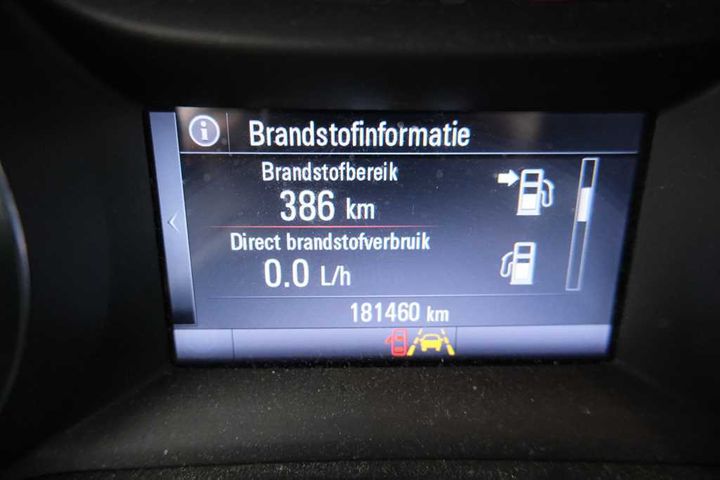 Brandstofinformatie
Brandstofbereik
386 km
Direct brandstofverbruik
0.0 L/h
181460 km